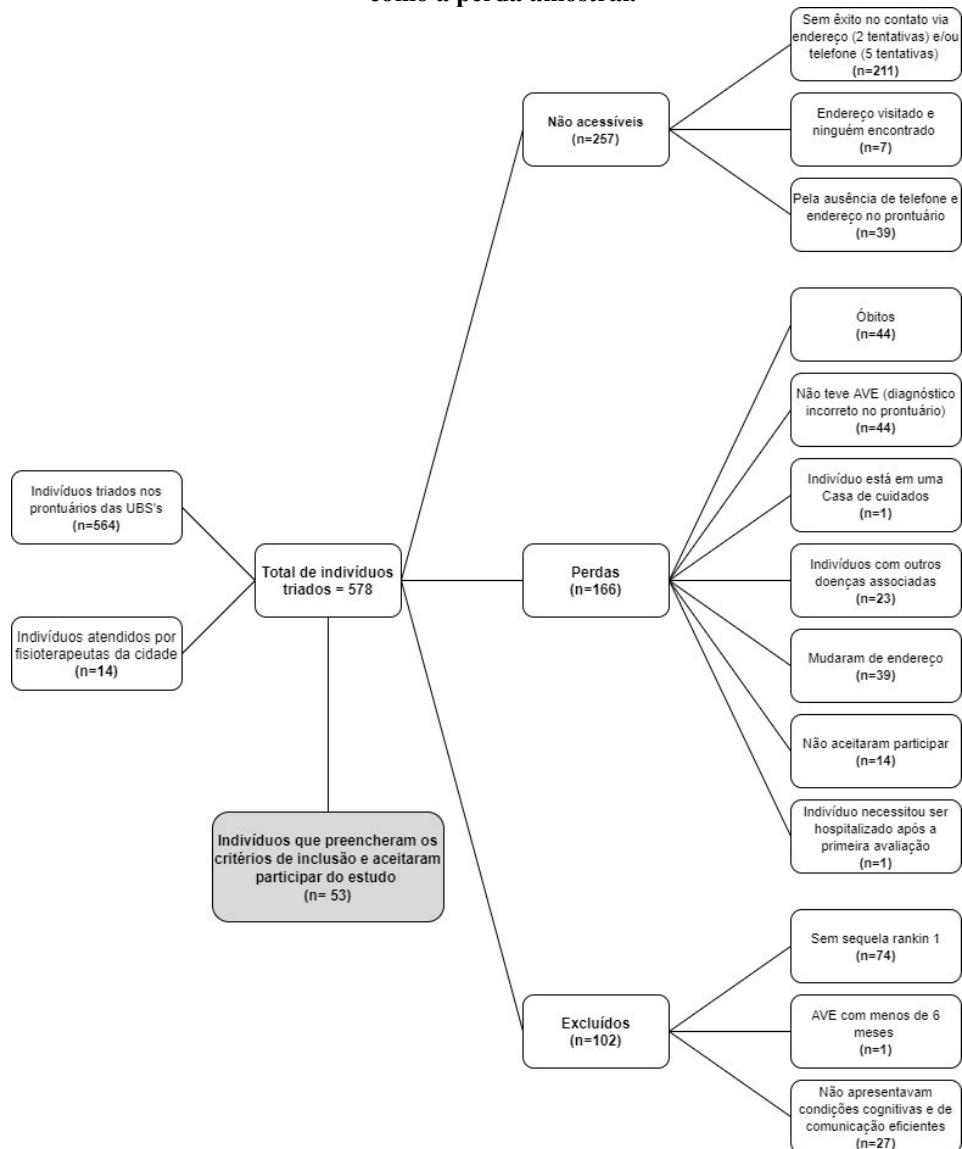 como a perda amostral.
Sem êxito no contato via
endereço (2 tentativas) e/ou
telefone (5 tentativas)
(n=211)
Não acessíveis
(n=257)
Endereço visitado e
ninguém encontrado
(n=7)
Pela ausência de telefone e
endereço no prontuário
(n=39)
Óbitos
(n=44)
Não teve AVE (diagnóstico
incorreto no prontuário)
(n=44)
Indivíduos triados nos
prontuários das UBS's
(n=564)
Indivíduo está em uma
Casa de cuidados
(n=1)
Total de indivíduos
triados = 578
Perdas
(n=166)
Indivíduos com outros
doenças associadas
(n=23)
Indivíduos atendidos por
fisioterapeutas da cidade
(n=14)
Mudaram de endereço
(n=39)
Não aceitaram participar
(n=14)
Indivíduo necessitou ser
hospitalizado após a
primeira avaliação
(n=1)
Indivíduos que preencheram os
critérios de inclusão e aceitaram
participar do estudo
(n= 53)
Sem sequela rankin 1
(n=74)
Excluídos
(n=102)
AVE com menos de 6
meses
(n=1)
Não apresentavam
condições cognitivas e de
comunicação eficientes
(n=27)